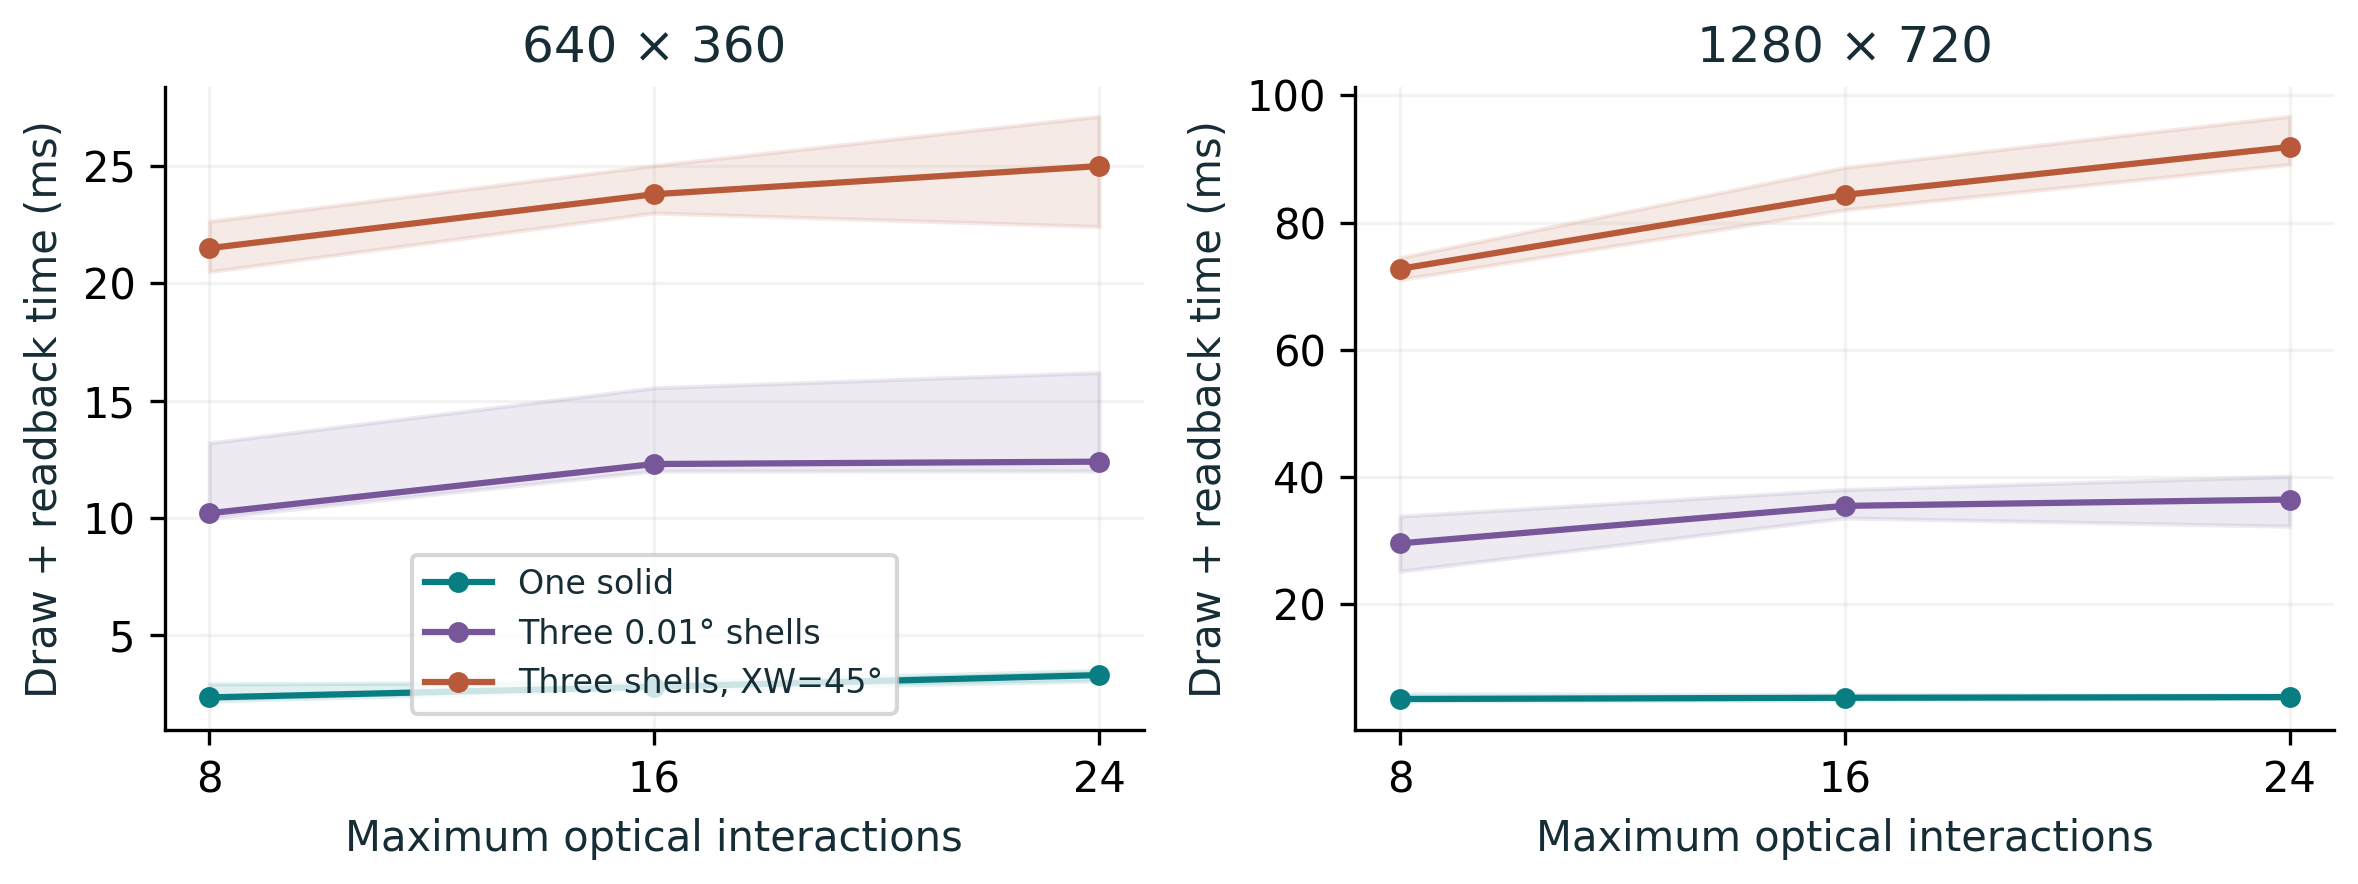 640 × 360
Draw + readback time (ms)
25
20
15
10
5
One solid
Three 0.01° shells
Three shells, XW=45°
8
16
24
Maximum optical interactions
1280 × 720
Draw + readback time (ms)
100
80
60
40
20
8
16
24
Maximum optical interactions